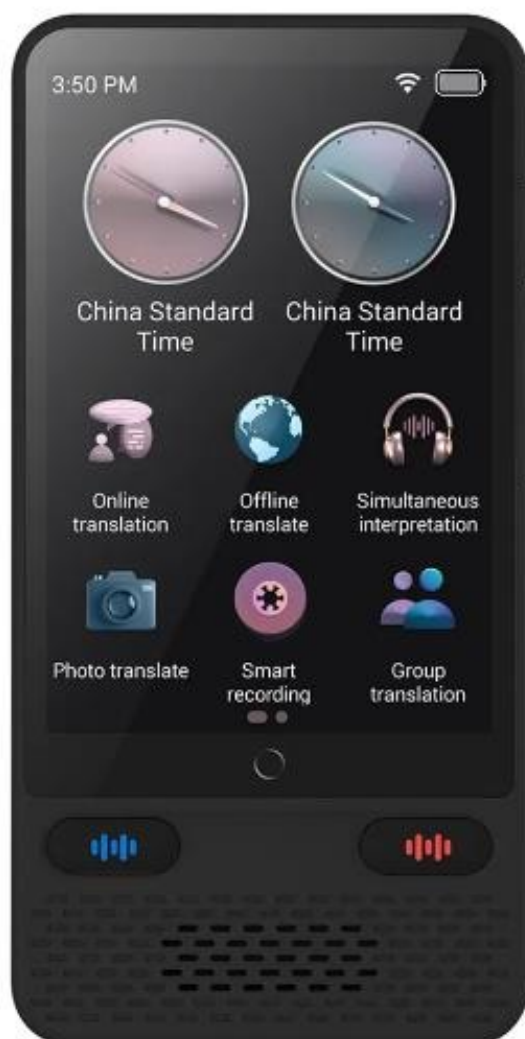 3:50 PM
China Standard
Time
China Standard
Time
Online
translation
Offline
translate
Simultaneous
interpretation
Photo translate
Smart
recording
Group
translation